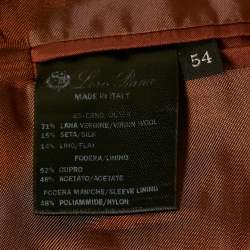 Loro Piana
MADE IN ITALY
54
ESTERNO/OUTER
71% LANA VERGINE/VIRGIN WOOL
15% SETA/SILK
14% LINO/FLAX
FODERA/LINING
52% CUPRO
48% ACETATO/ACETATE
FODERA MANICHE/SLEEVE LINING
POLIAMMIDE/NYLON